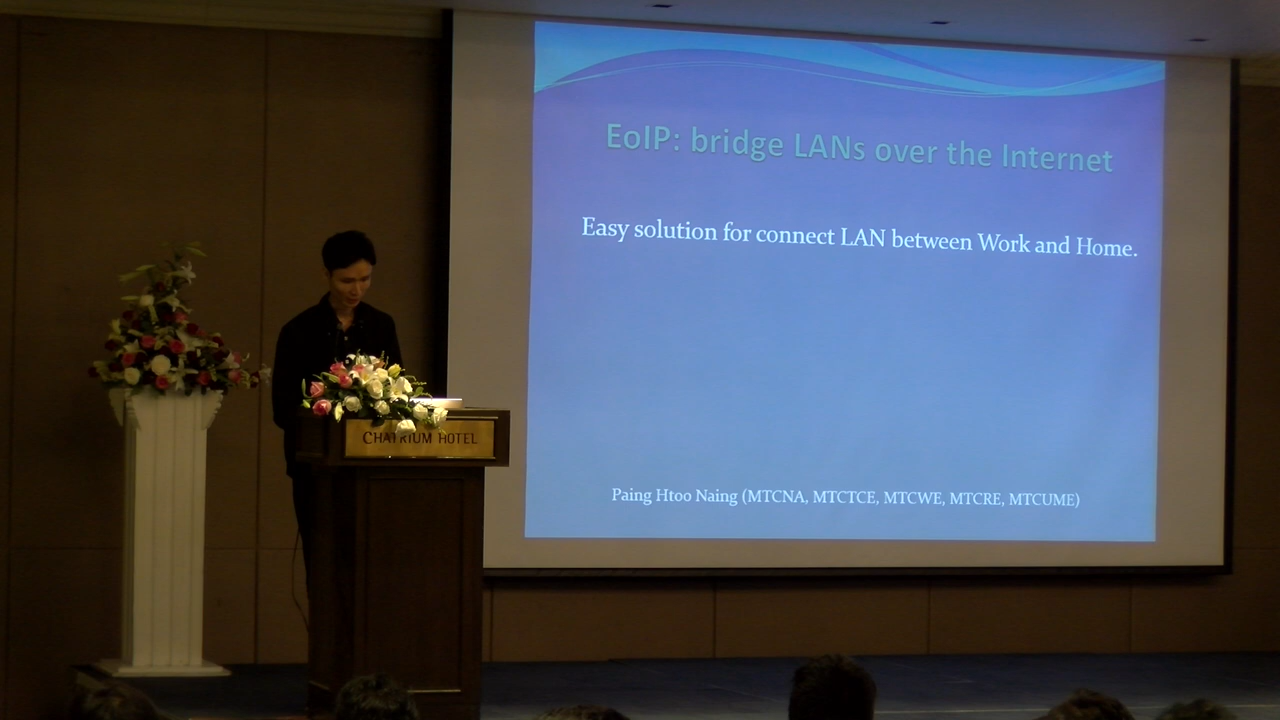 EoIP: bridge LANs over the Internet
Easy solution for connect LAN between Work and Home.
Paing Htoo Naing (MTCNA, MTCTCE, MTCWE, MTCRE, MTCUME)
CHATRIUM HOTEL